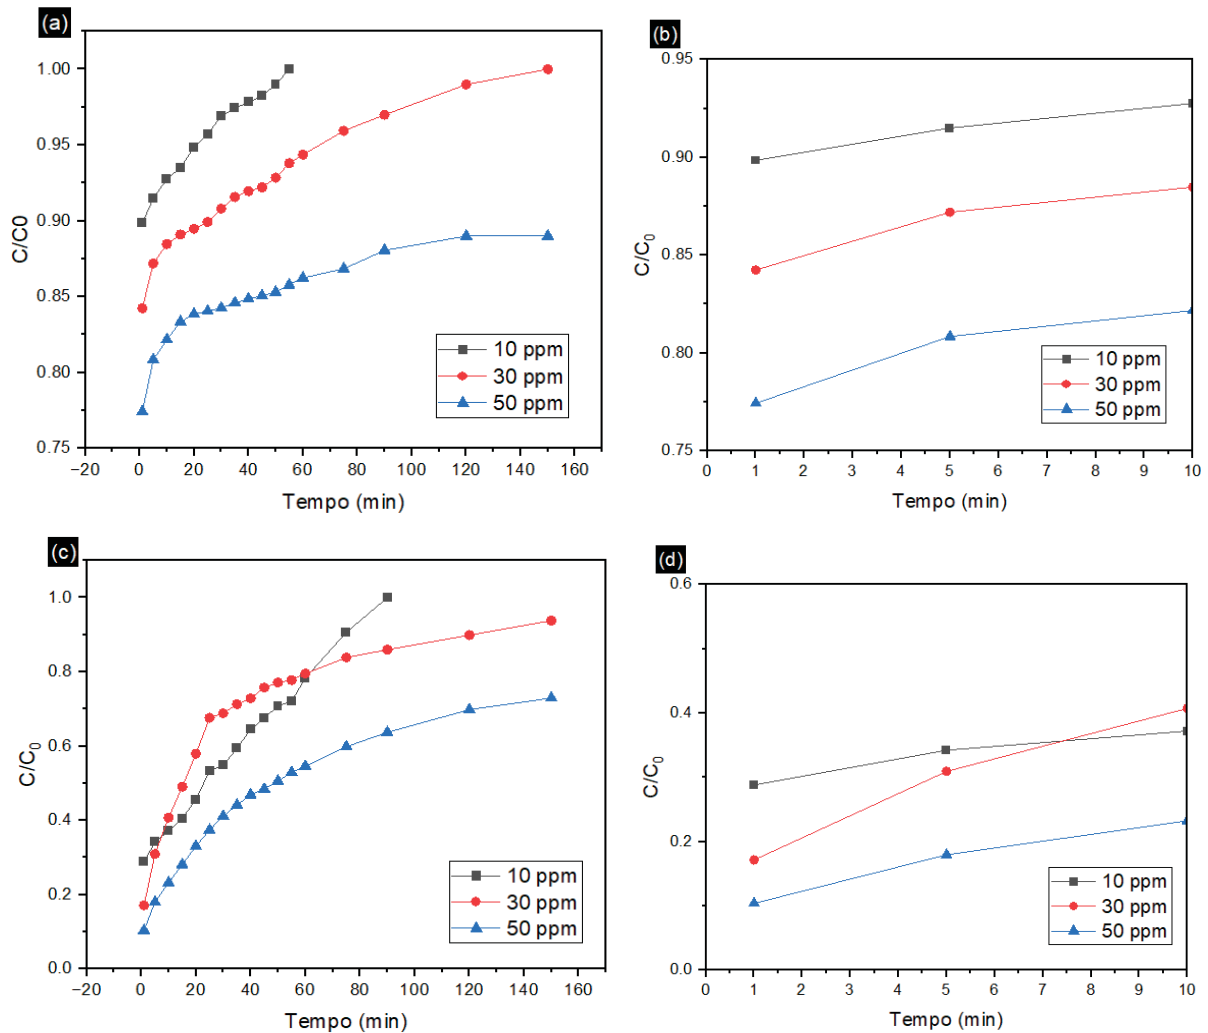 (a)
C/C0
1.00
0.95
0.90
0.85
0.80
0.75
10 ppm
30 ppm
50 ppm
−20 0 20 40 60 80 100 120 140 160
Tempo (min)
(b)
C/C₀
0.95
0.90
0.85
0.80
0.75
10 ppm
30 ppm
50 ppm
0 1 2 3 4 5 6 7 8 9 10
Tempo (min)
(c)
C/C₀
1.0
0.8
0.6
0.4
0.2
0.0
10 ppm
30 ppm
50 ppm
−20 0 20 40 60 80 100 120 140 160
Tempo (min)
(d)
C/C₀
0.6
0.4
0.2
0.0
10 ppm
30 ppm
50 ppm
0 1 2 3 4 5 6 7 8 9 10
Tempo (min)